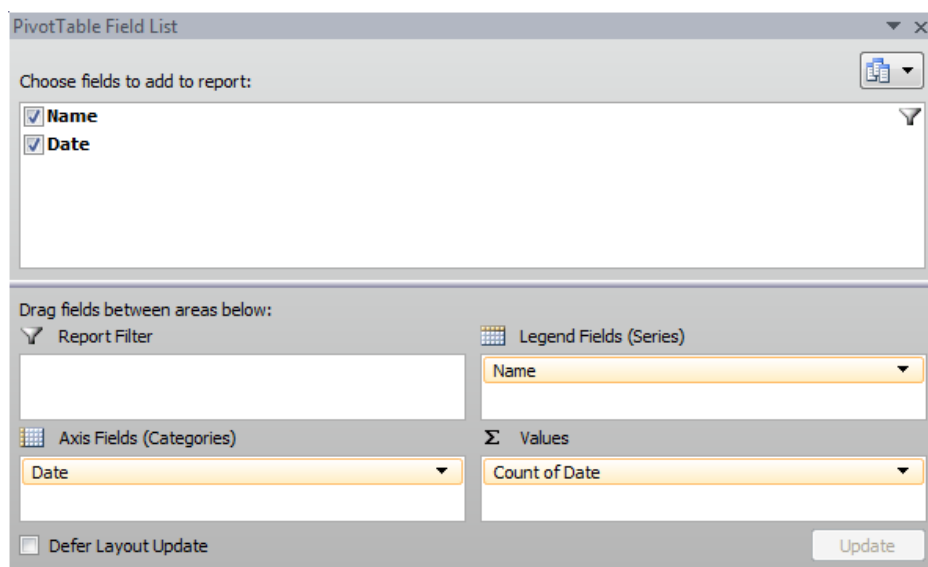 PivotTable Field List
Choose fields to add to report:
Name
Date
Drag fields between areas below:
Report Filter
Legend Fields (Series)
Name
Axis Fields (Categories)
Σ Values
Date
Count of Date
Defer Layout Update
Update